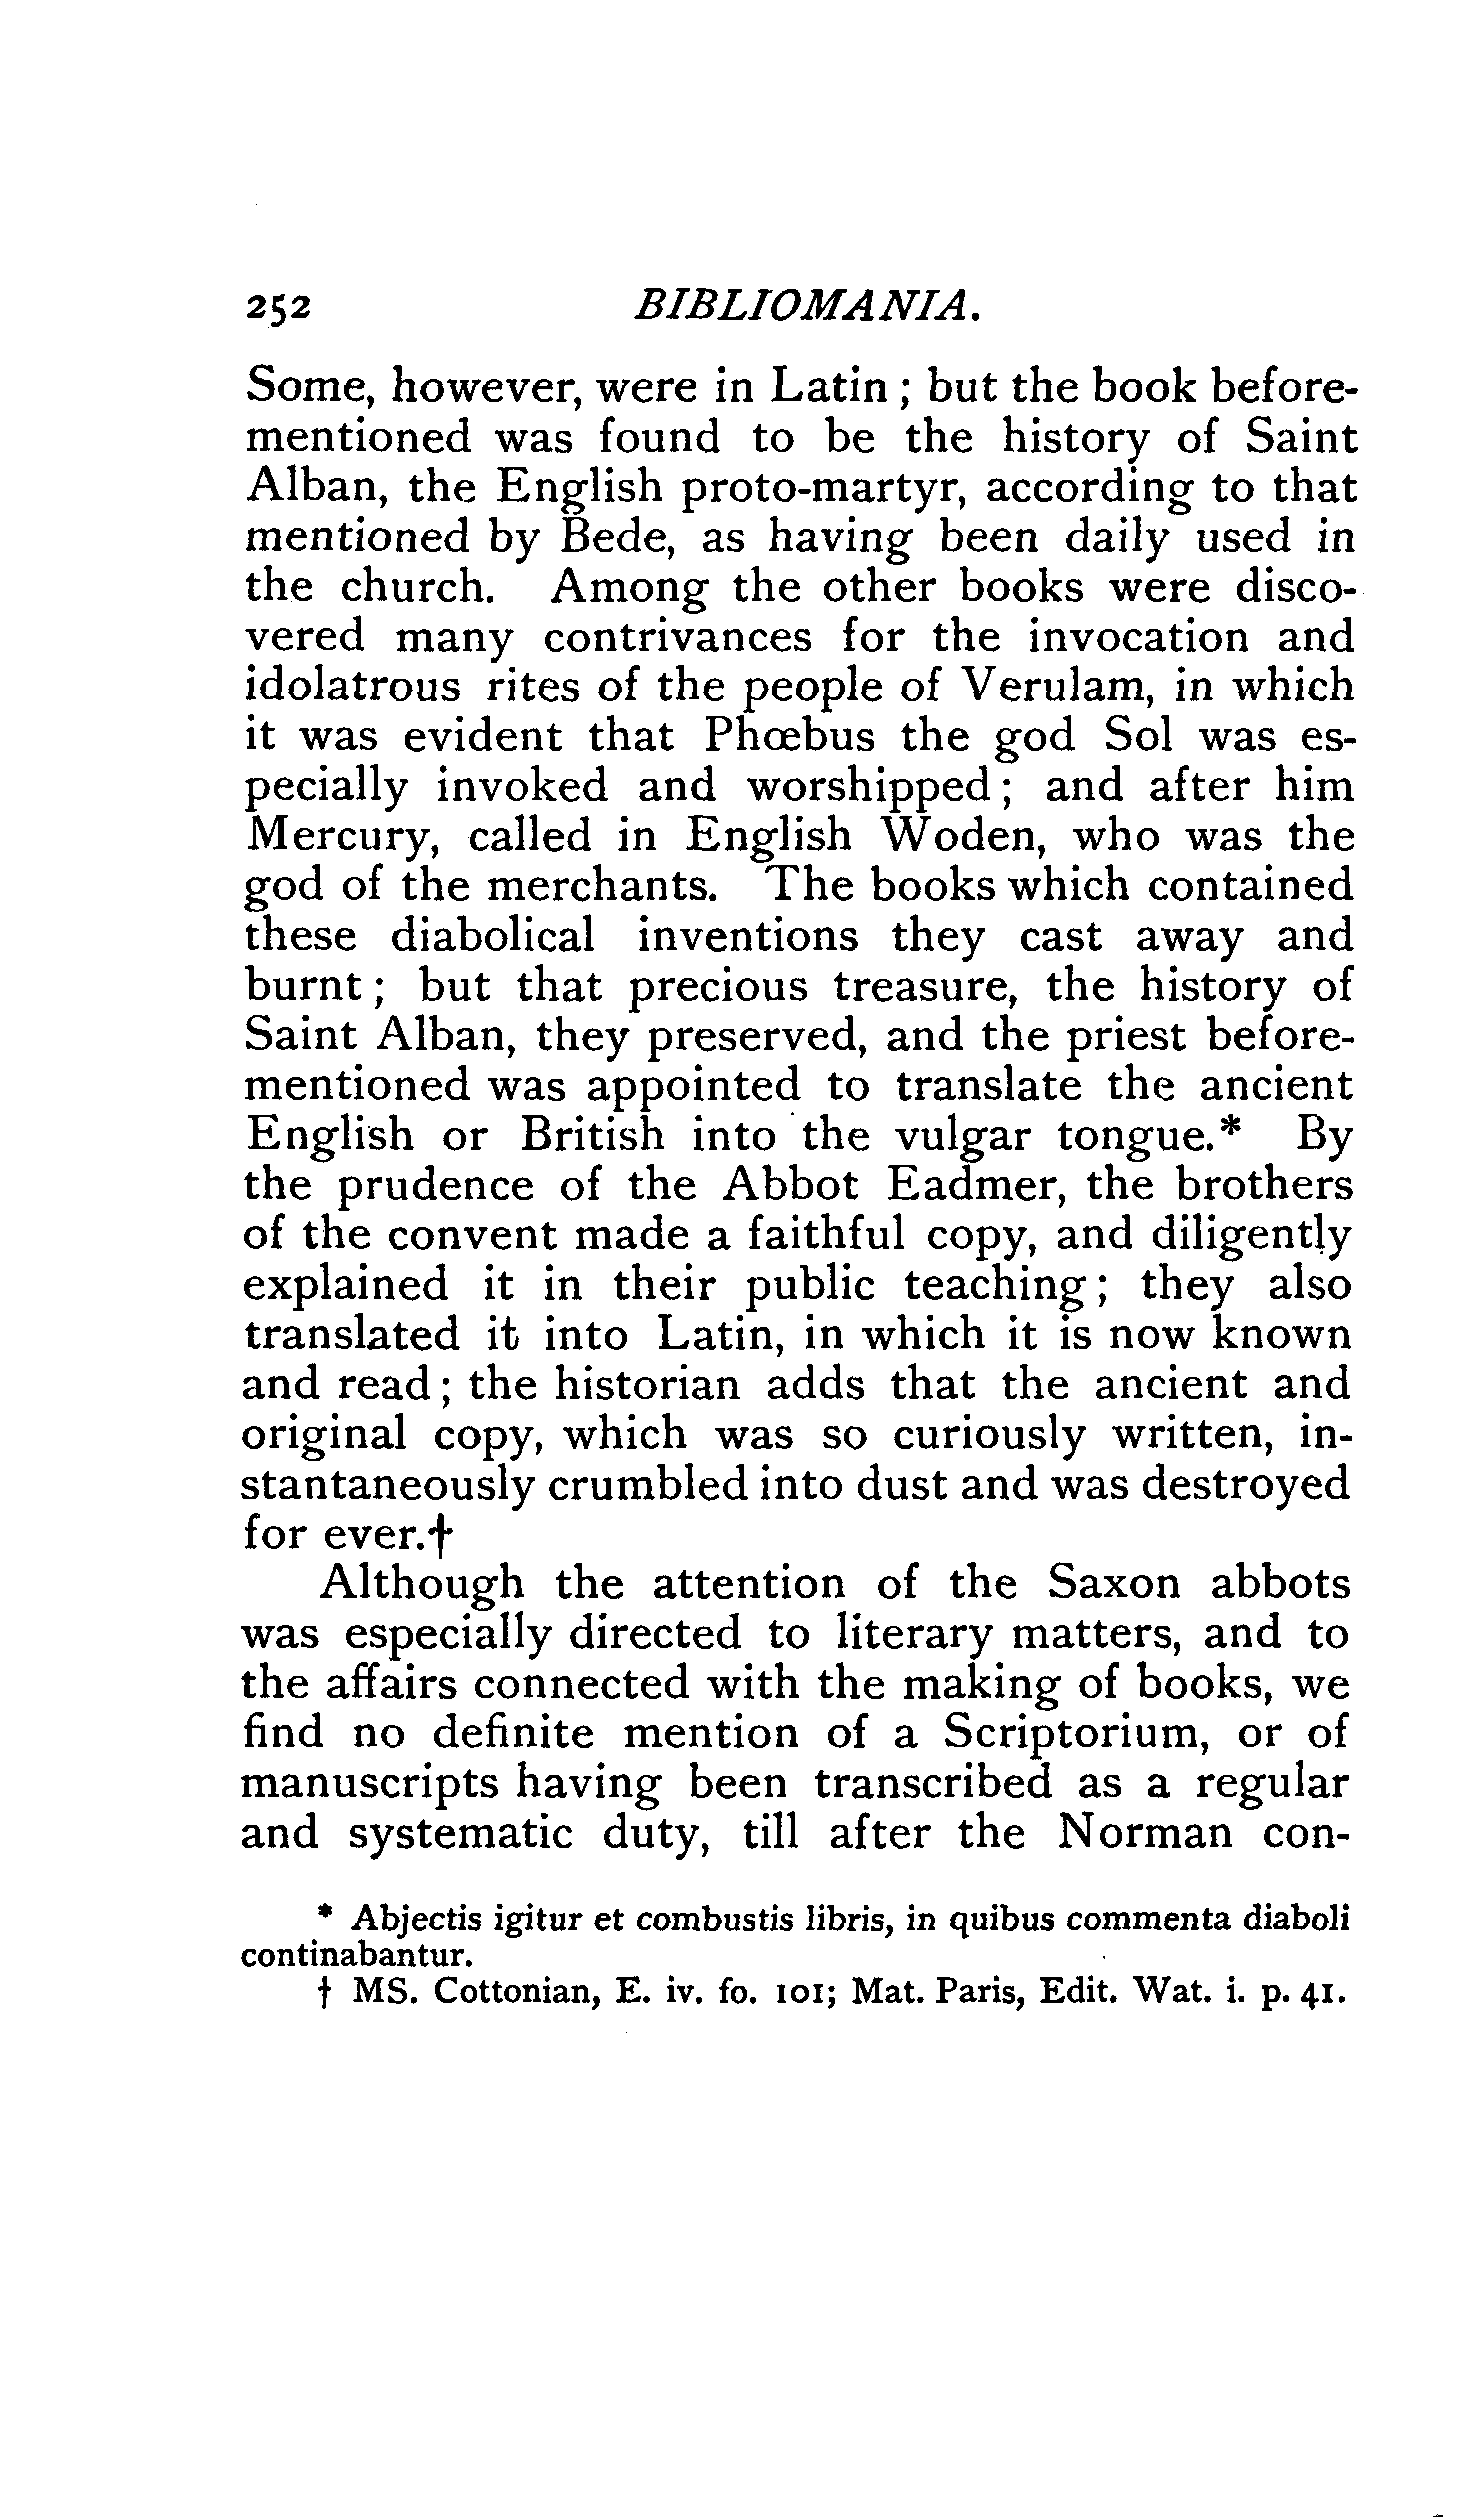 252 BIBLIOMANIA.
Some, however, were in Latin ; but the book before-
mentioned was found to be the history of Saint
Alban, the English proto-martyr, according to that
mentioned by Bede, as having been daily used in
the church. Among the other books were disco-
vered many contrivances for the invocation and
idolatrous rites of the people of Verulam, in which
it was evident that Phœbus the god Sol was es-
pecially invoked and worshipped ; and after him
Mercury, called in English Woden, who was the
god of the merchants. The books which contained
these diabolical inventions they cast away and
burnt ; but that precious treasure, the history of
Saint Alban, they preserved, and the priest before-
mentioned was appointed to translate the ancient
English or British into the vulgar tongue.* By
the prudence of the Abbot Eadmer, the brothers
of the convent made a faithful copy, and diligently
explained it in their public teaching ; they also
translated it into Latin, in which it is now known
and read ; the historian adds that the ancient and
original copy, which was so curiously written, in-
stantaneously crumbled into dust and was destroyed
for ever.†
Although the attention of the Saxon abbots
was especially directed to literary matters, and to
the affairs connected with the making of books, we
find no definite mention of a Scriptorium, or of
manuscripts having been transcribed as a regular
and systematic duty, till after the Norman con-
* Abjectis igitur et combustis libris, in quibus commenta diaboli
continabantur.
† MS. Cottonian, E. iv. fo. 101; Mat. Paris, Edit. Wat. i. p. 41.